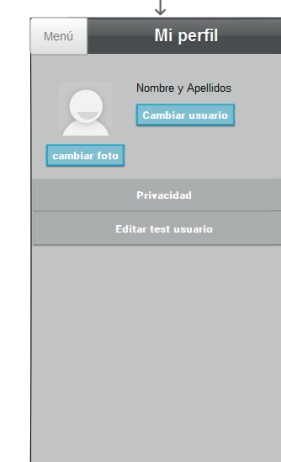 Menú
Mi perfil
Nombre y Apellidos
Cambiar usuario
cambiar foto
Privacidad
Editar test usuario